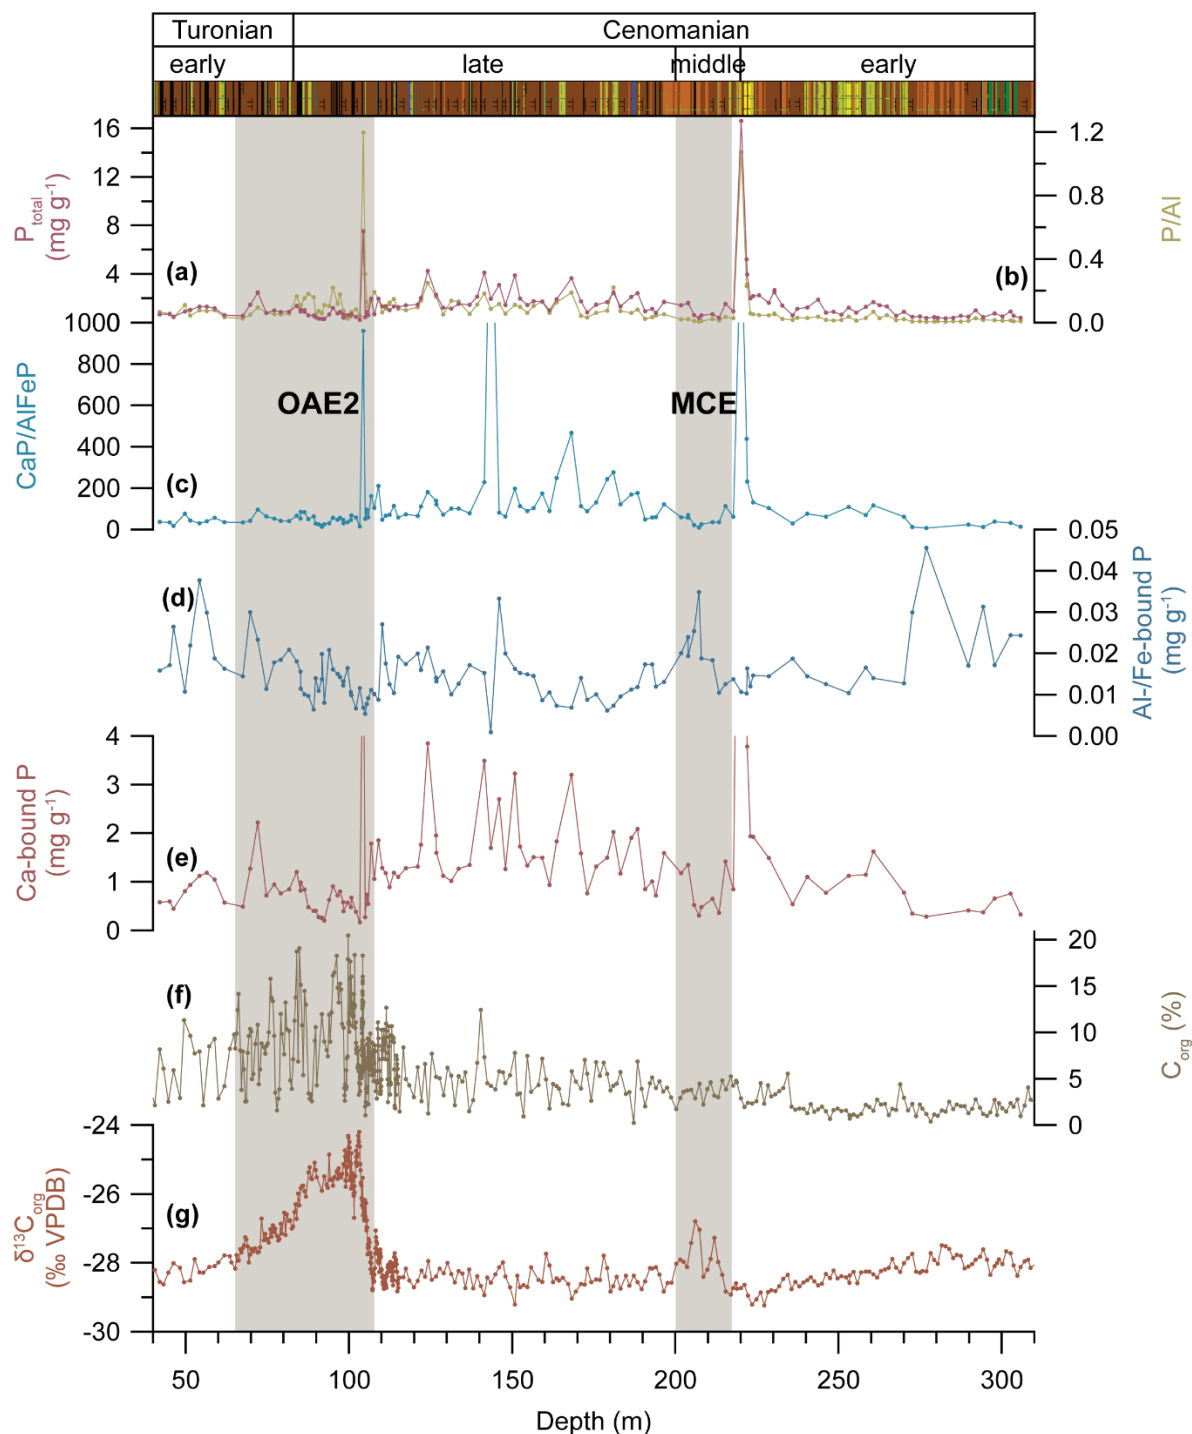 Turonian Cenomanian
early late middle early
16 1.2
12 0.8
8 0.4
4 0.0
P_total (mg g⁻¹)
P/Al
(a) (b)
1000
800
600
400
200
0
CaP/AlFeP
OAE2 MCE
(c)
0.05
0.04
0.03
0.02
0.01
0.00
Al-/Fe-bound P
(mg g⁻¹)
(d)
4
3
2
1
0
Ca-bound P
(mg g⁻¹)
(e)
20
15
10
5
0
C_org (%)
(f)
-24
-26
-28
-30
δ¹³C_org
(‰ VPDB)
(g)
50 100 150 200 250 300
Depth (m)